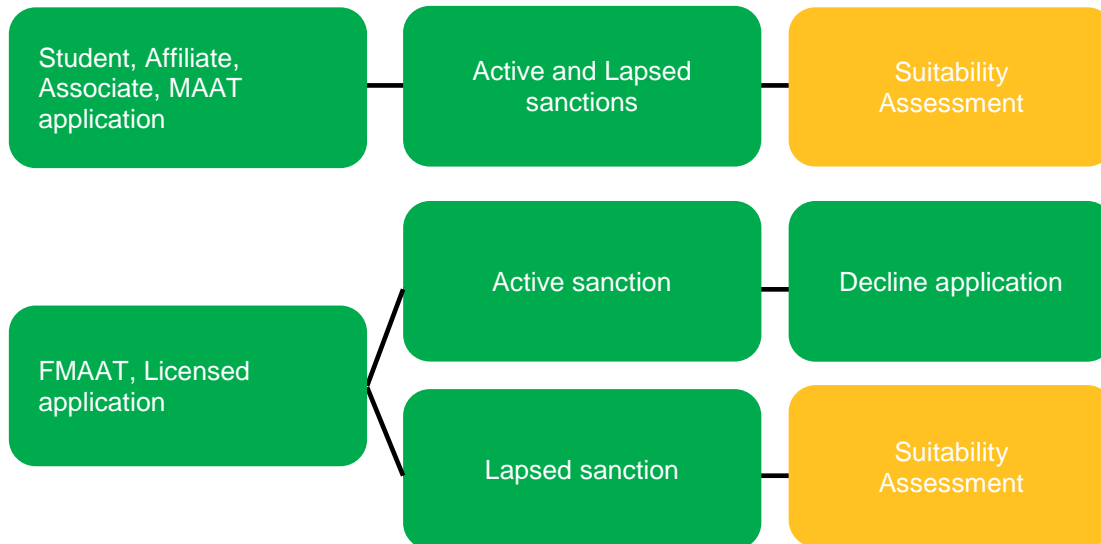 Student, Affiliate,
Associate, MAAT
application
Active and Lapsed
sanctions
Suitability
Assessment
FMAAT, Licensed
application
Active sanction
Decline application
Lapsed sanction
Suitability
Assessment